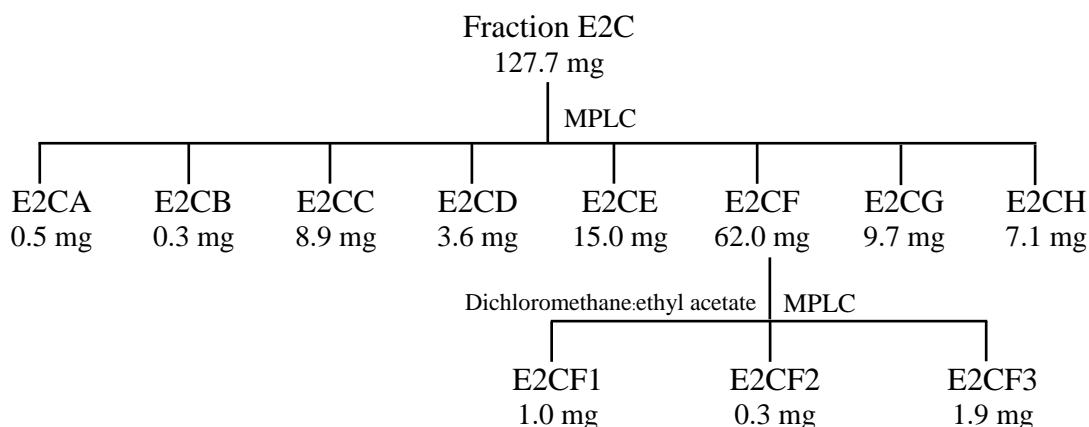 Fraction E2C
127.7 mg
MPLC
E2CA E2CB E2CC E2CD E2CE E2CF E2CG E2CH
0.5 mg 0.3 mg 8.9 mg 3.6 mg 15.0 mg 62.0 mg 9.7 mg 7.1 mg
Dichloromethane:ethyl acetate MPLC
E2CF1 E2CF2 E2CF3
1.0 mg 0.3 mg 1.9 mg